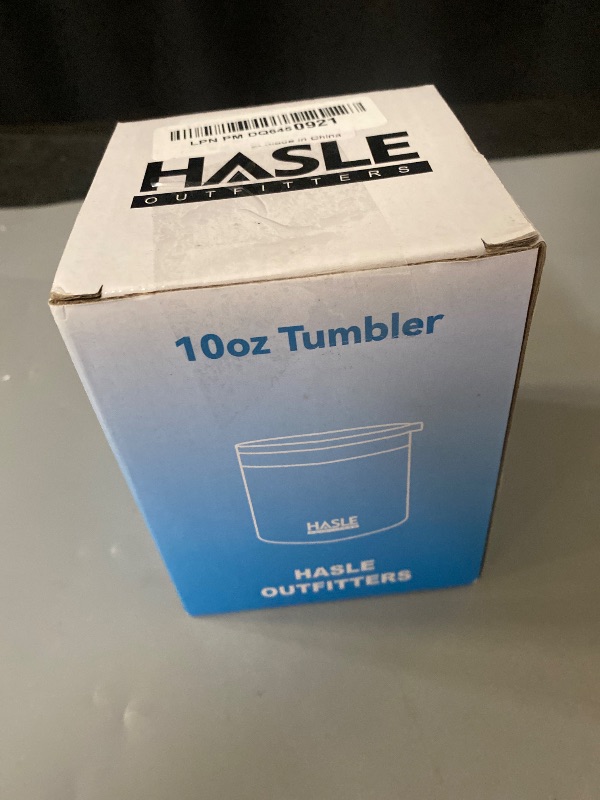 LPN PM DQ6450921
Made in China
HASLE
OUTFITTERS
10oz Tumbler
HASLE
HASLE
OUTFITTERS